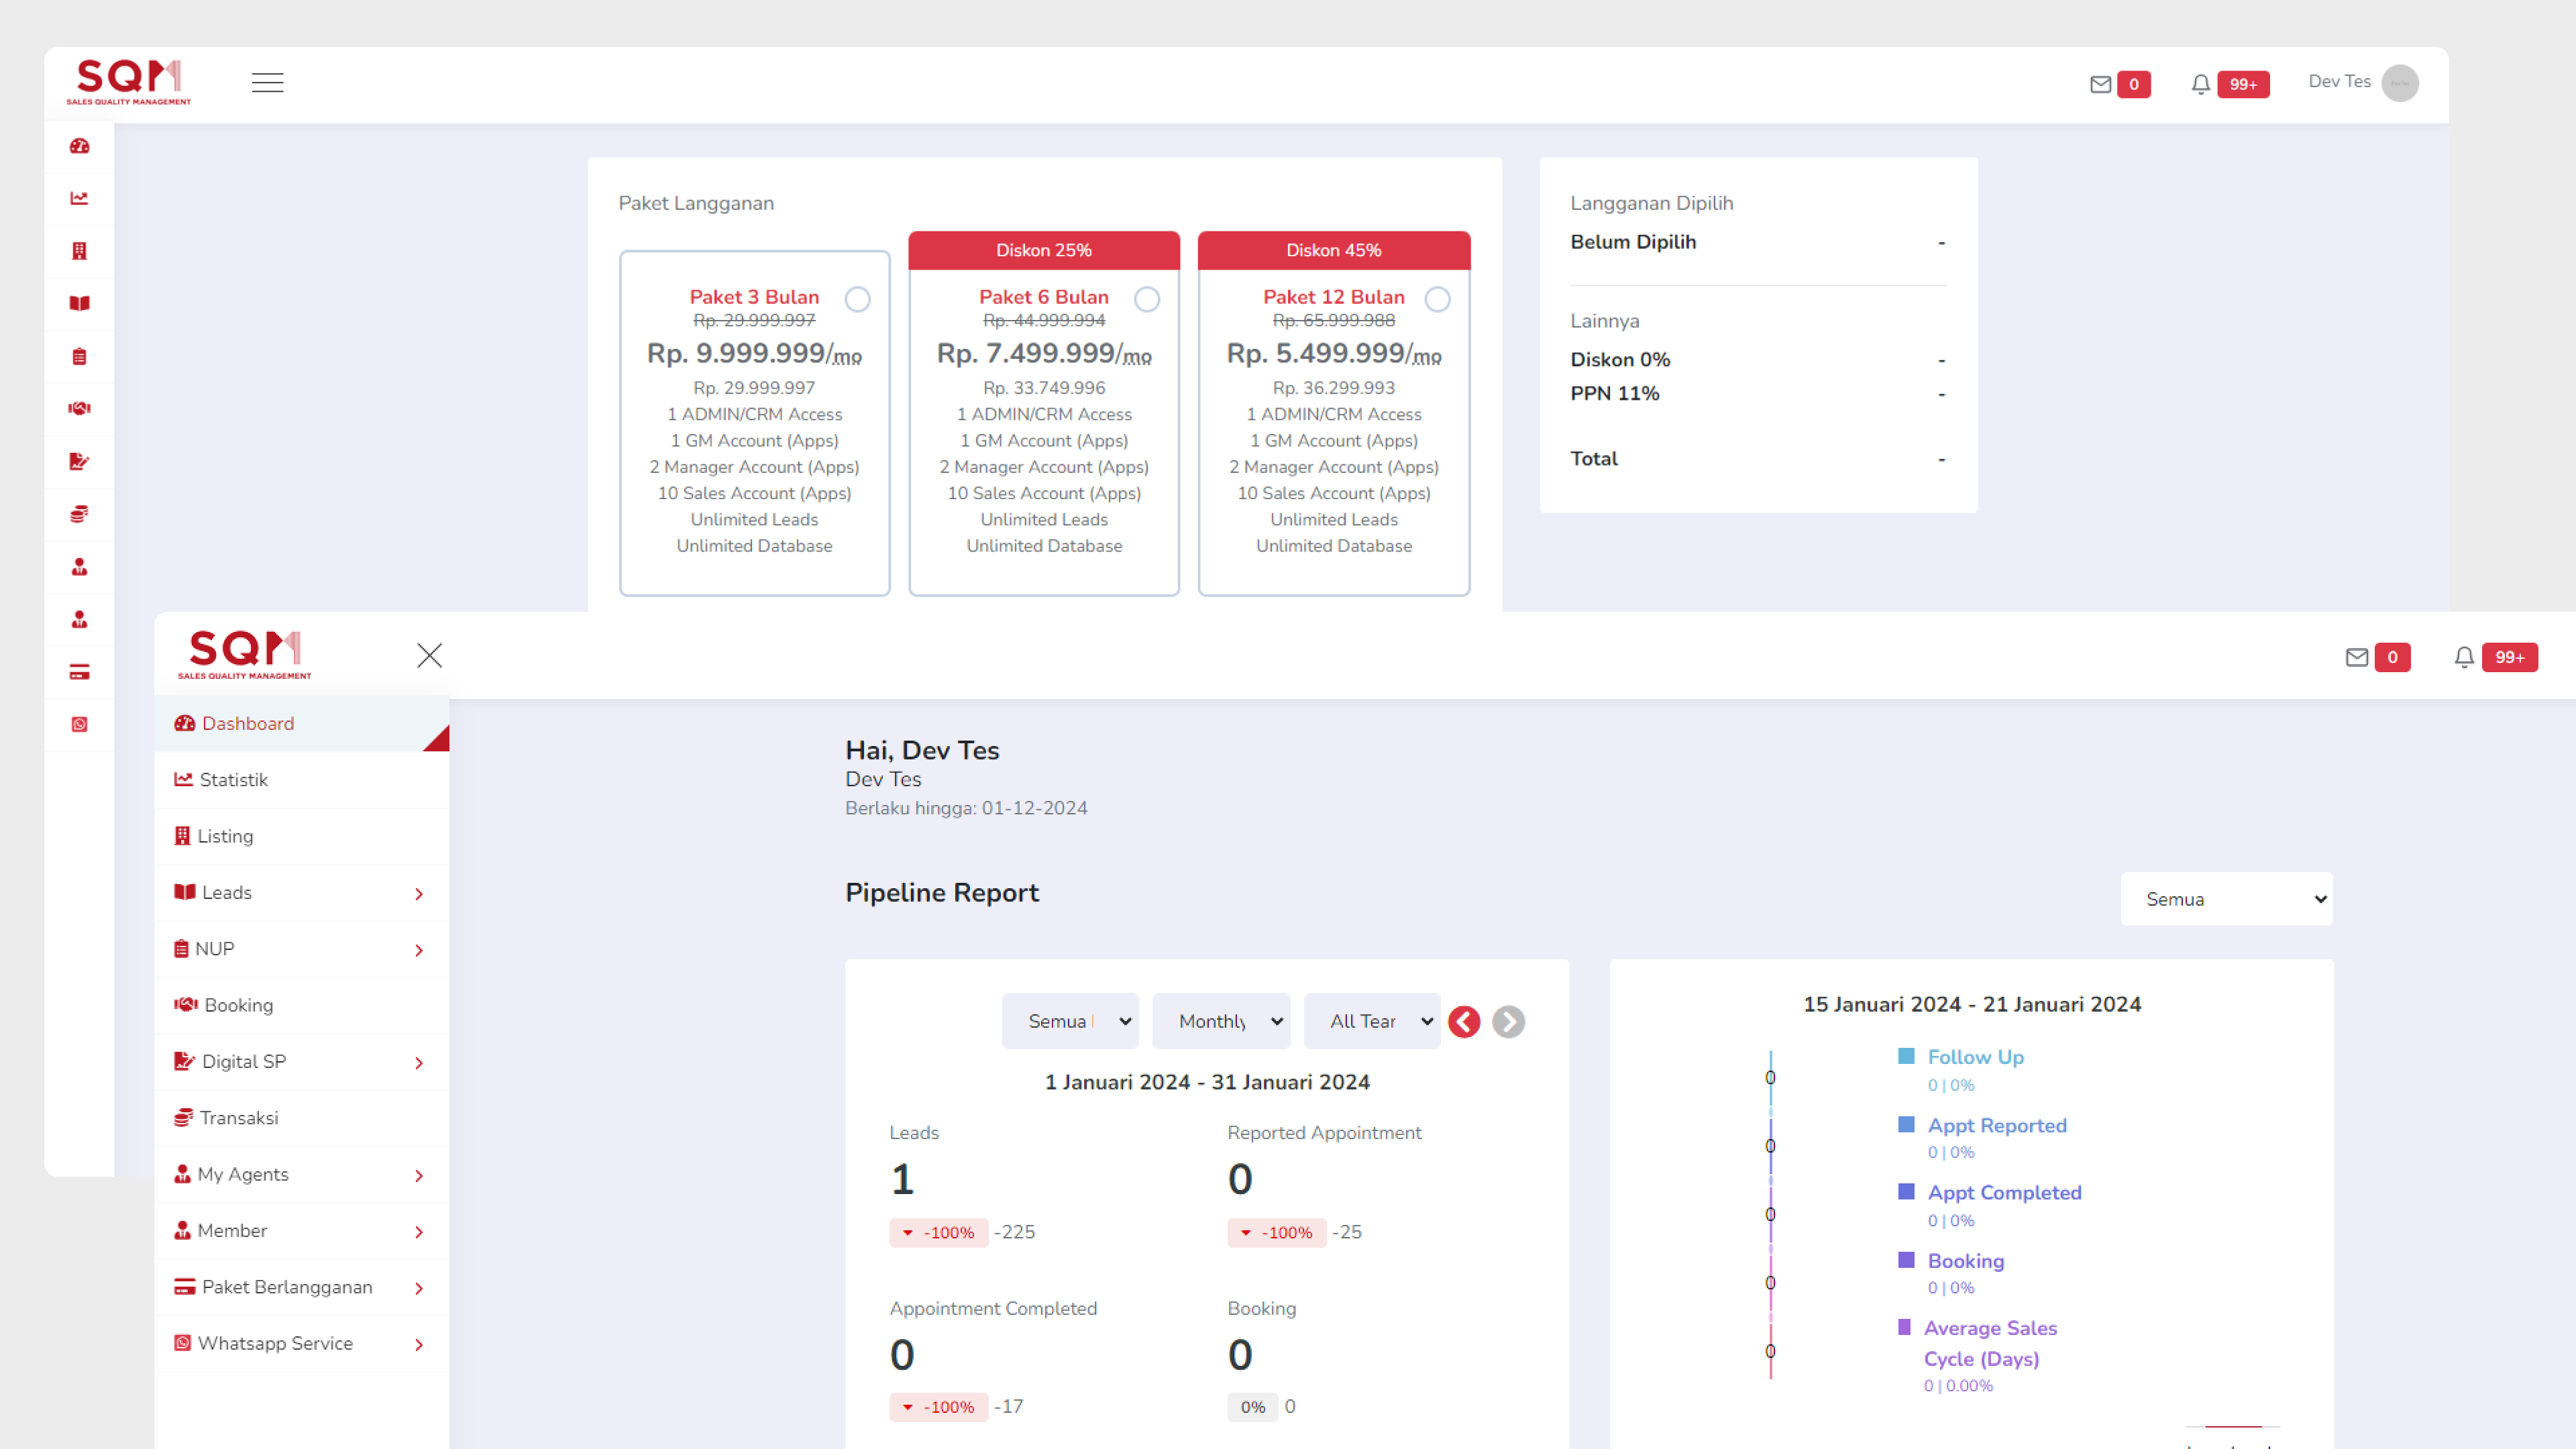 SQM
SALES QUALITY MANAGEMENT
0
99+
Dev Tes
Paket Langganan
Paket 3 Bulan
Rp. 29.999.997
Rp. 9.999.999/mo
Rp. 29.999.997
1 ADMIN/CRM Access
1 GM Account (Apps)
2 Manager Account (Apps)
10 Sales Account (Apps)
Unlimited Leads
Unlimited Database
Diskon 25%
Paket 6 Bulan
Rp. 44.999.994
Rp. 7.499.999/mo
Rp. 33.749.996
1 ADMIN/CRM Access
1 GM Account (Apps)
2 Manager Account (Apps)
10 Sales Account (Apps)
Unlimited Leads
Unlimited Database
Diskon 45%
Paket 12 Bulan
Rp. 65.999.988
Rp. 5.499.999/mo
Rp. 36.299.993
1 ADMIN/CRM Access
1 GM Account (Apps)
2 Manager Account (Apps)
10 Sales Account (Apps)
Unlimited Leads
Unlimited Database
Langganan Dipilih
Belum Dipilih -
Lainnya
Diskon 0% -
PPN 11% -
Total -
SQM
SALES QUALITY MANAGEMENT
0
99+
Dashboard
Statistik
Listing
Leads
NUP
Booking
Digital SP
Transaksi
My Agents
Member
Paket Berlangganan
Whatsapp Service
Hai, Dev Tes
Dev Tes
Berlaku hingga: 01-12-2024
Pipeline Report
Semua
Semua
Monthly
All Tear
1 Januari 2024 - 31 Januari 2024
Leads
1
-100% -225
Reported Appointment
0
-100% -25
Appointment Completed
0
-100% -17
Booking
0
0% 0
15 Januari 2024 - 21 Januari 2024
0
0
0
0
0
Follow Up
0 | 0%
Appt Reported
0 | 0%
Appt Completed
0 | 0%
Booking
0 | 0%
Average Sales
Cycle (Days)
0 | 0.00%